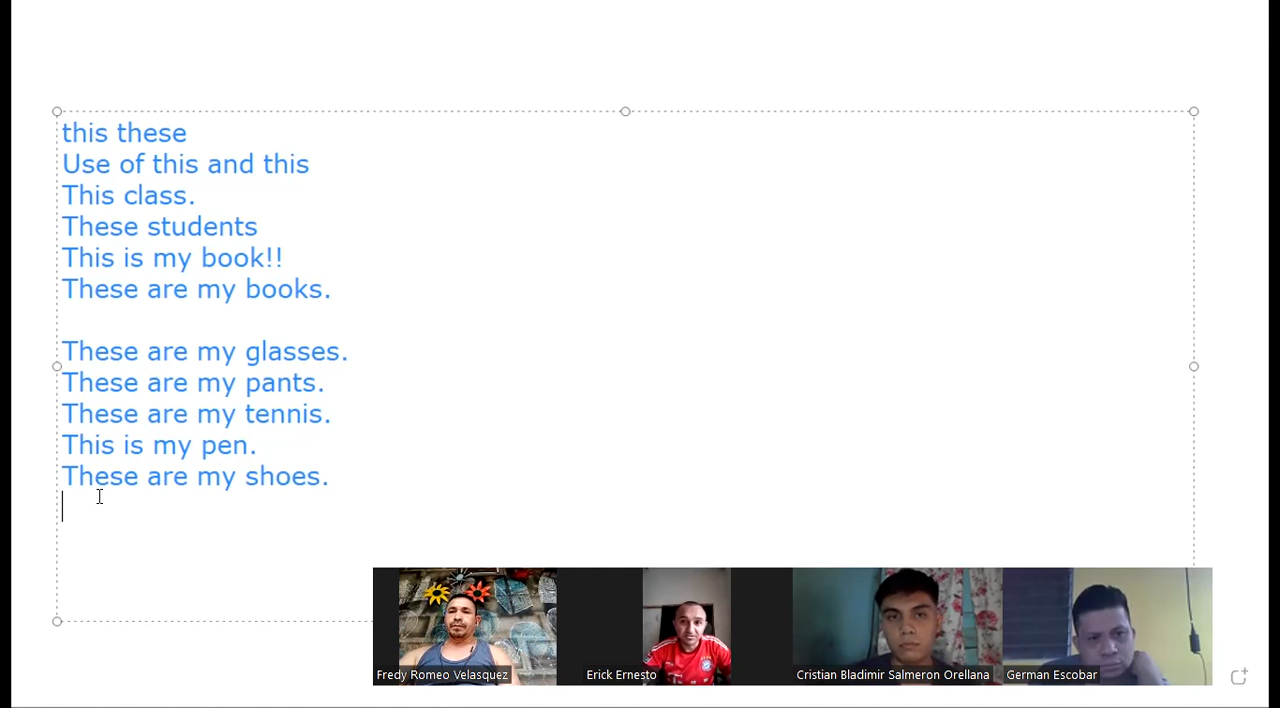 this these
Use of this and this
This class.
These students
This is my book!!
These are my books.
These are my glasses.
These are my pants.
These are my tennis.
This is my pen.
These are my shoes.
Fredy Romeo Velasquez
Erick Ernesto
Cristian Bladimir Salmeron Orellana
German Escobar